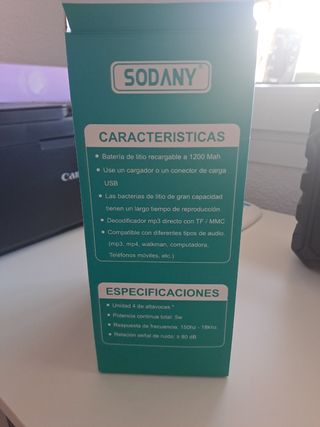 SODANY
CARACTERISTICAS
• Batería de litio recargable a 1200 Mah
• Use un cargador o un conector de carga
USB
• Las bacterias de litio de gran capacidad
tienen un largo tiempo de reproducción
• Decodificador mp3 directo con TF / MMC
• Compatible con diferentes tipos de audio
(mp3, mp4, walkman, computadora,
Teléfonos móviles, etc.)
ESPECIFICACIONES
• Unidad 4 de altavoces "
• Potencia continua total: 5w
• Respuesta de frecuencia: 150hz - 18khz
• Relación señal de ruido: ≥ 80 dB